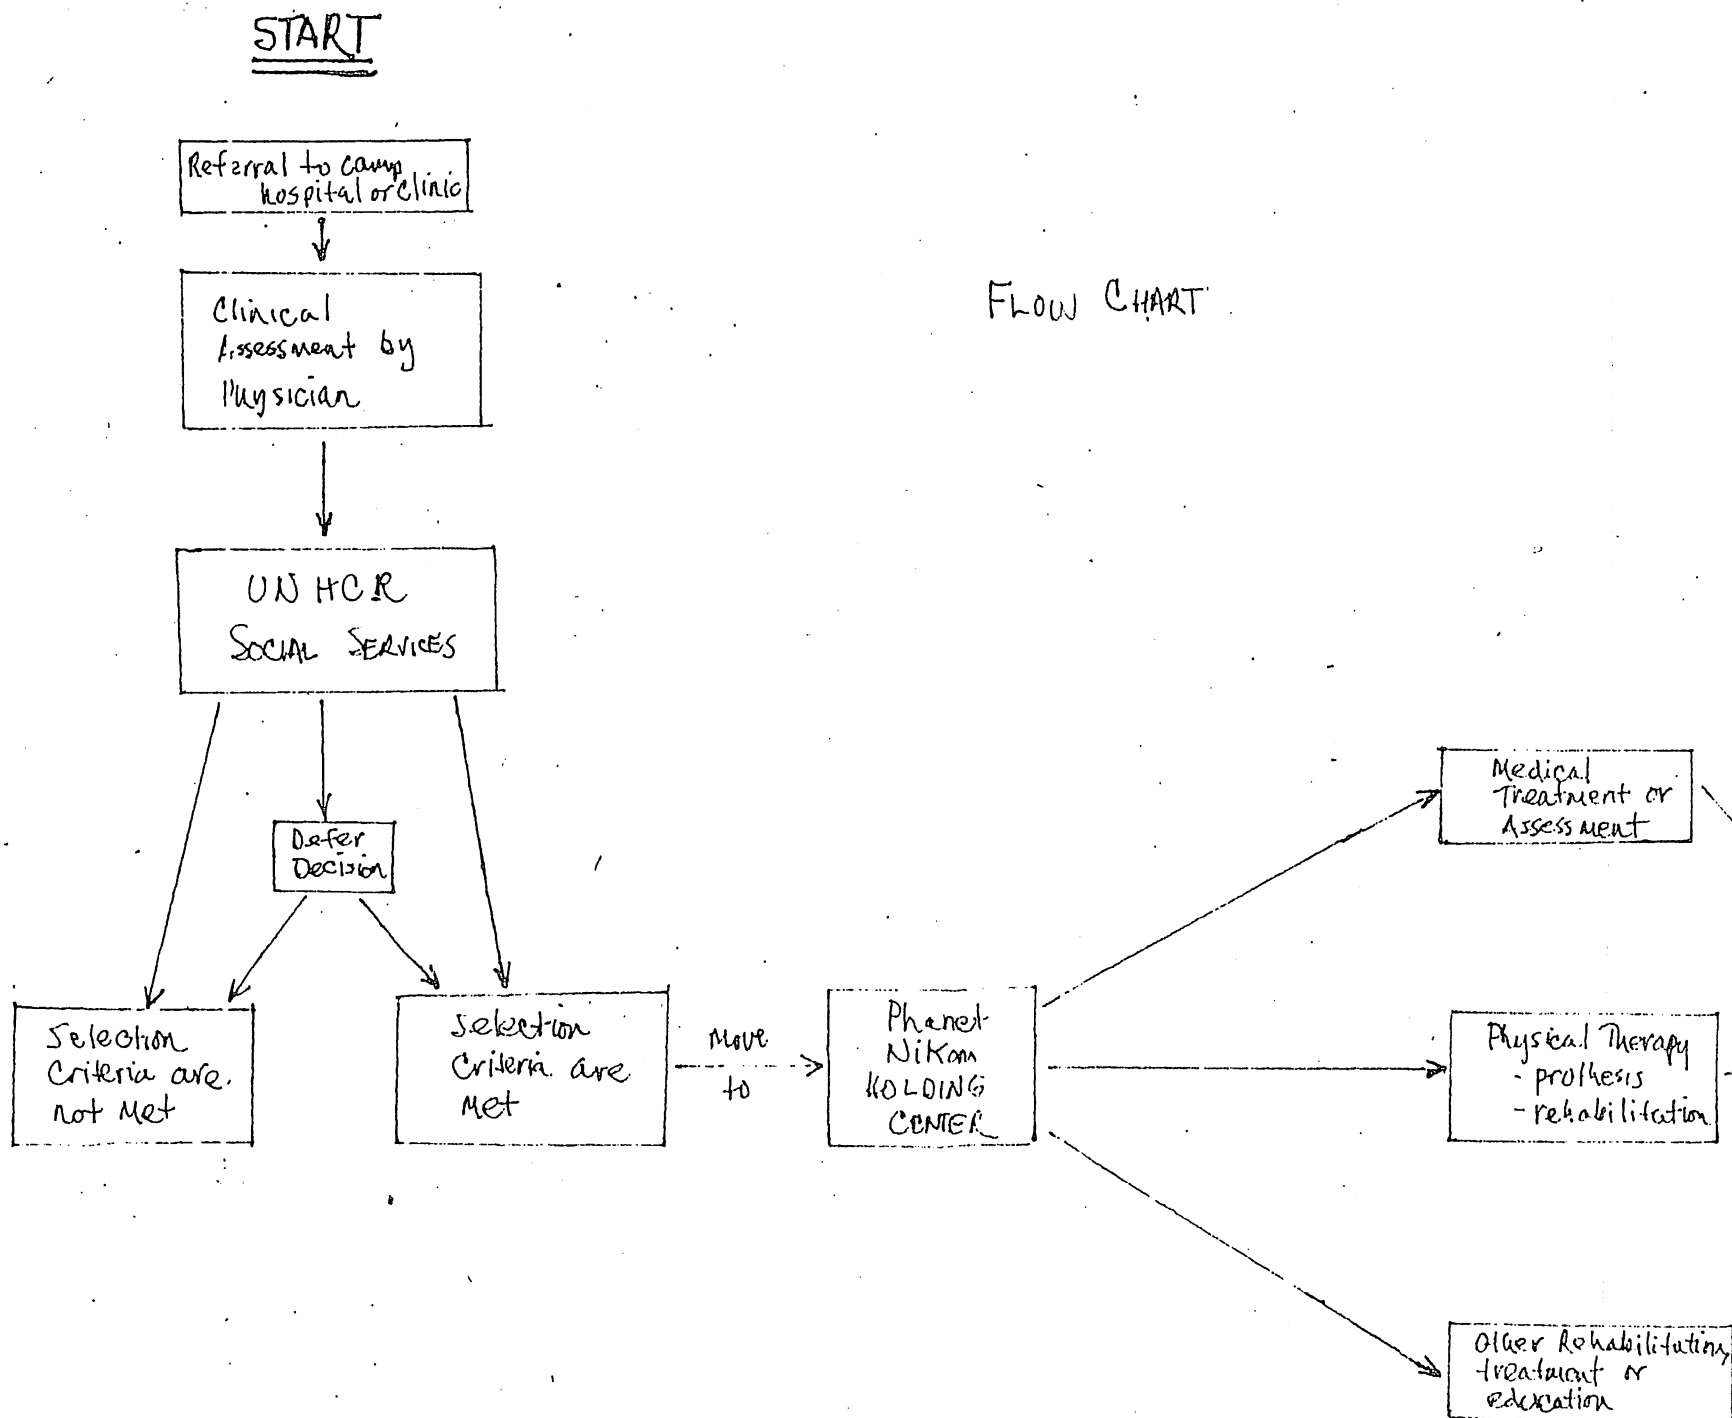 START
Referral to camp
hospital or clinic
Clinical
Assessment by
Physician
FLOW CHART
UNHCR
SOCIAL SERVICES
Medical
Treatment or
Assessment
Defer
Decision
Selection
Criteria are
not Met
Selection
Criteria are
Met
Move
to
Phanet
Nikom
HOLDING
CENTER
Physical Therapy
- prothesis
- rehabilitation
Other Rehabilitation,
treatment or
education